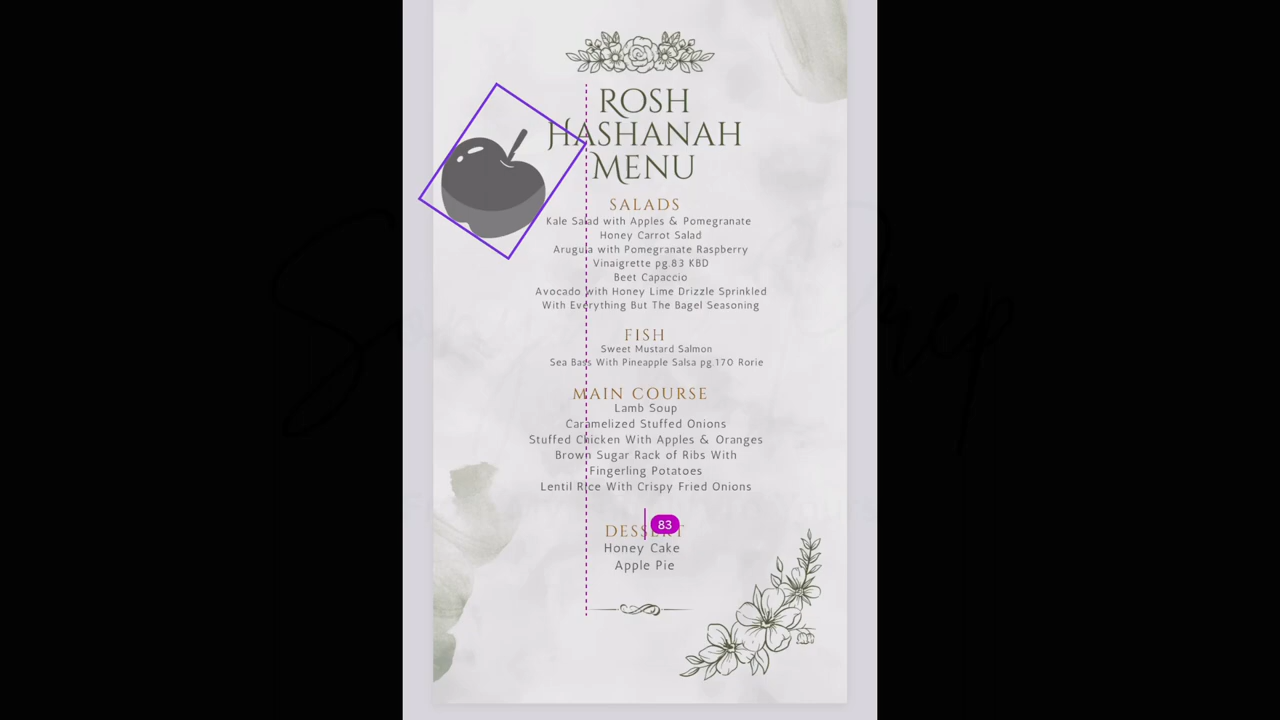 Rosh
Hashanah
Menu
SALADS
Kale Salad with Apples & Pomegranate
Honey Carrot Salad
Arugula with Pomegranate Raspberry
Vinaigrette pg.83 KBD
Beet Capaccio
Avocado with Honey Lime Drizzle Sprinkled
With Everything But The Bagel Seasoning
FISH
Sweet Mustard Salmon
Sea Bass With Pineapple Salsa pg.170 Rorie
MAIN COURSE
Lamb Soup
Caramelized Stuffed Onions
Stuffed Chicken With Apples & Oranges
Brown Sugar Rack of Ribs With
Fingerling Potatoes
Lentil Rice With Crispy Fried Onions
83
DESSERT
Honey Cake
Apple Pie